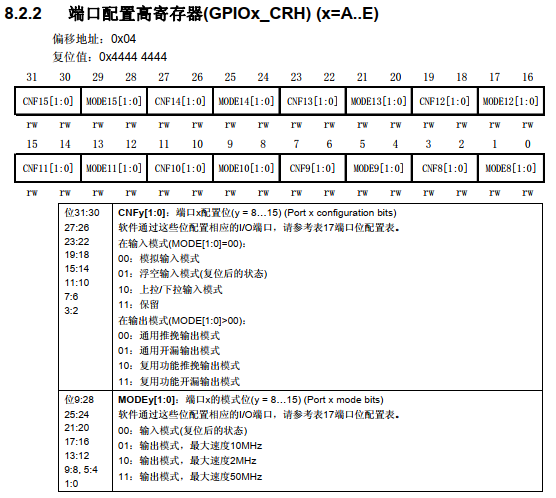 8.2.2 端口配置高寄存器(GPIOx_CRH) (x=A..E)
偏移地址：0x04
复位值：0x4444 4444
31 30 29 28 27 26 25 24 23 22 21 20 19 18 17 16
CNF15[1:0] MODE15[1:0] CNF14[1:0] MODE14[1:0] CNF13[1:0] MODE13[1:0] CNF12[1:0] MODE12[1:0]
rw rw rw rw rw rw rw rw rw rw rw rw rw rw rw rw
15 14 13 12 11 10 9 8 7 6 5 4 3 2 1 0
CNF11[1:0] MODE11[1:0] CNF10[1:0] MODE10[1:0] CNF9[1:0] MODE9[1:0] CNF8[1:0] MODE8[1:0]
rw rw rw rw rw rw rw rw rw rw rw rw rw rw rw rw
位31:30
27:26
23:22
19:18
15:14
11:10
7:6
3:2
CNFy[1:0]：端口x配置位(y = 8…15) (Port x configuration bits)
软件通过这些位配置相应的I/O端口，请参考表17端口位配置表。
在输入模式(MODE[1:0]=00)：
00：模拟输入模式
01：浮空输入模式(复位后的状态)
10：上拉/下拉输入模式
11：保留
在输出模式(MODE[1:0]>00)：
00：通用推挽输出模式
01：通用开漏输出模式
10：复用功能推挽输出模式
11：复用功能开漏输出模式
位9:28
25:24
21:20
17:16
13:12
9:8, 5:4
1:0
MODEy[1:0]：端口x的模式位(y = 8…15) (Port x mode bits)
软件通过这些位配置相应的I/O端口，请参考表17端口位配置表。
00：输入模式(复位后的状态)
01：输出模式，最大速度10MHz
10：输出模式，最大速度2MHz
11：输出模式，最大速度50MHz